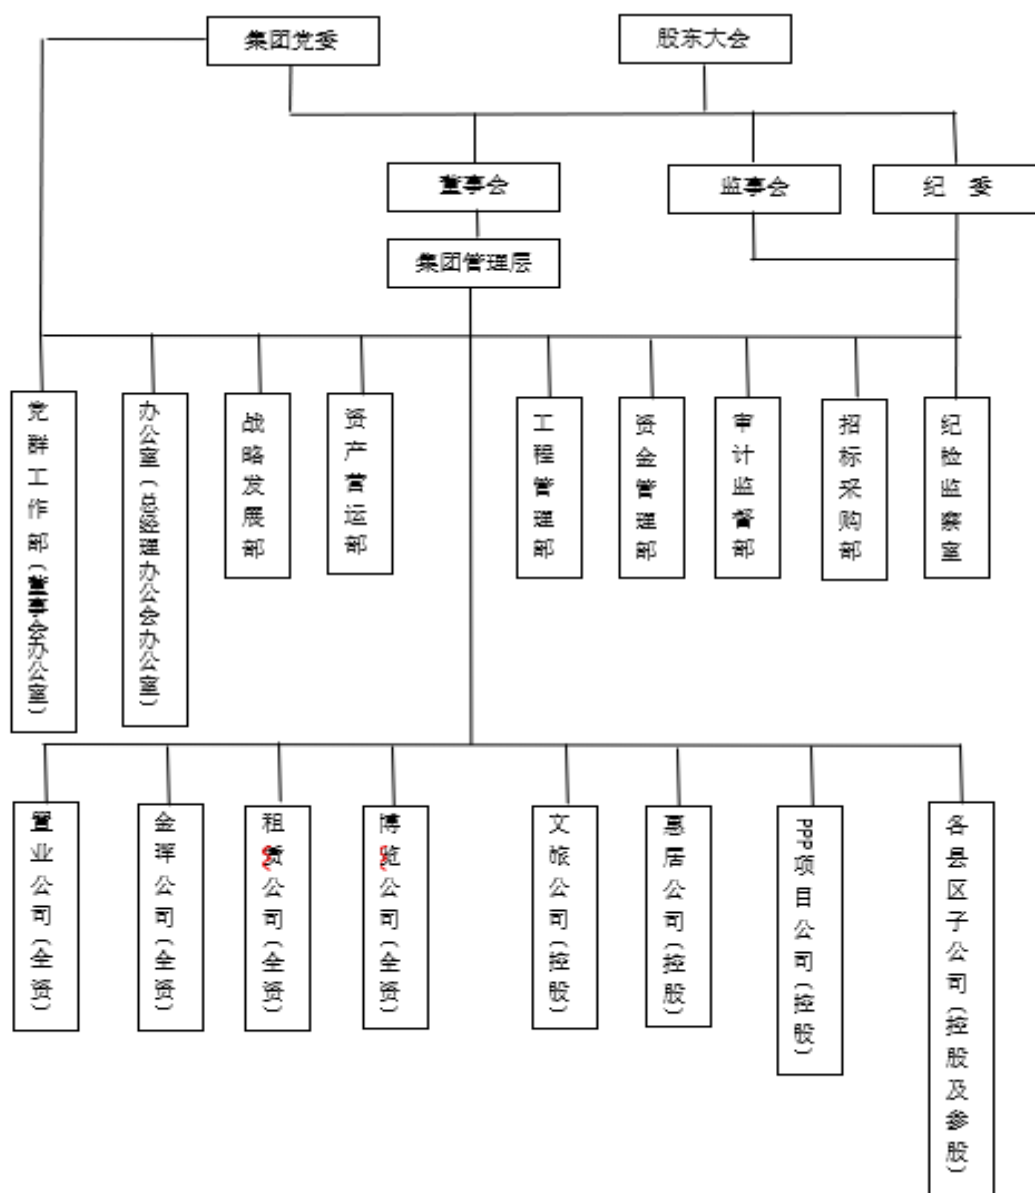 集团党委
股东大会
董事会
监事会
纪 委
集团管理层
党群工作部(董事会办公室)
办公室(总经理办公会办公室)
战略发展部
资产营运部
工程管理部
资金管理部
审计监督部
招标采购部
纪检监察室
置业公司(全资)
金珲公司(全资)
租赁公司(全资)
博览公司(全资)
文旅公司(控股)
惠居公司(控股)
PPP项目公司(控股)
各县区子公司(控股及参股)